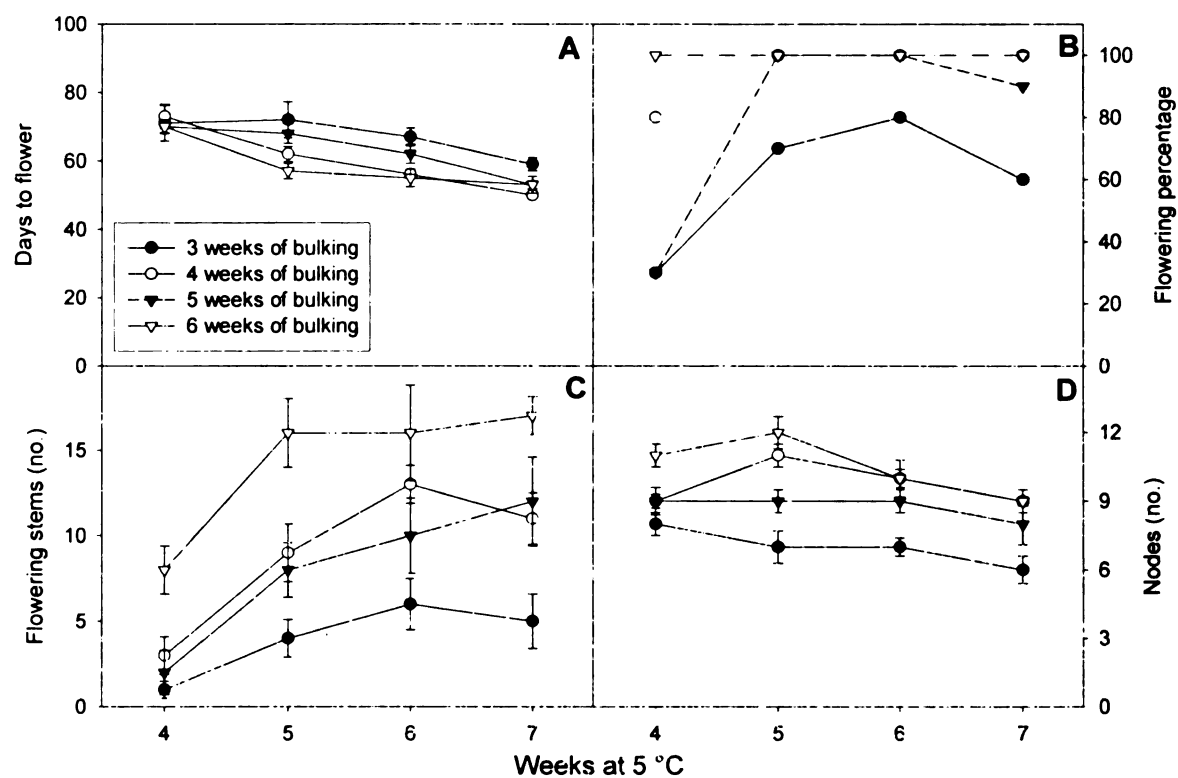 100
80
60
40
20
0
Days to flower
A
3 weeks of bulking
4 weeks of bulking
5 weeks of bulking
6 weeks of bulking
B
100
80
60
40
20
0
Flowering percentage
C
15
10
5
0
Flowering stems (no.)
D
12
9
6
3
0
Nodes (no.)
4 5 6 7 4 5 6 7
Weeks at 5 °C